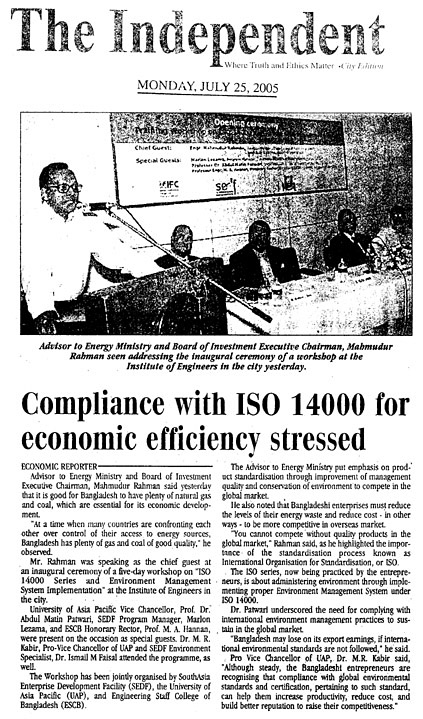 The Independent
Where Truth and Ethics Matter • City Edition
MONDAY, JULY 25, 2005
Opening ceremony
Chief Guest:
Special Guests:
IFC
Advisor to Energy Ministry and Board of Investment Executive Chairman, Mahmudur
Rahman seen addressing the inaugural ceremony of a workshop at the
Institute of Engineers in the city yesterday.
Compliance with ISO 14000 for
economic efficiency stressed
ECONOMIC REPORTER
Advisor to Energy Ministry and Board of Investment
Executive Chairman, Mahmudur Rahman said yesterday
that it is good for Bangladesh to have plenty of natural gas
and coal, which are essential for its economic devel-
opment.
"At a time when many countries are confronting each
other over control of their access to energy sources,
Bangladesh has plenty of gas and coal of good quality," he
observed.
Mr. Rahman was speaking as the chief guest at
an inaugural ceremony of a five-day workshop on "ISO
14000 Series and Environment Management
System Implementation" at the Institute of Engineers in
the city.
University of Asia Pacific Vice Chancellor, Prof. Dr.
Abdul Matin Patwari, SEDF Program Manager, Marlon
Lezama, and ESCB Honorary Rector, Prof. M. A. Hannan,
were present on the occasion as special guests. Dr. M. R.
Kabir, Pro-Vice Chancellor of UAP and SEDF Environment
Specialist, Dr. Ismail M Faisal attended the programme, as
well.
The Workshop has been jointly organised by SouthAsia
Enterprise Development Facility (SEDF), the University of
Asia Pacific (UAP), and Engineering Staff College of
Bangladesh (ESCB).
The Advisor to Energy Ministry put emphasis on prod-
uct standardisation through improvement of management
quality and conservation of environment to compete in the
global market.
He also noted that Bangladeshi enterprises must reduce
the levels of their energy waste and reduce cost - in other
ways - to be more competitive in overseas market.
"You cannot compete without quality products in the
global market," Rahman said, as he highlighted the impor-
tance of the standardisation process known as
International Organisation for Standardisation, or ISO.
The ISO series, now being practiced by the entrepre-
neurs, is about administering environment through imple-
menting proper Environment Management System under
ISO 14000.
Dr. Patwari underscored the need for complying with
international environment management practices to sus-
tain in the global market.
"Bangladesh may lose on its export earnings, if interna-
tional environmental standards are not followed," he said.
Pro Vice Chancellor of UAP, Dr. M.R. Kabir said,
"Although steady, the Bangladeshi entrepreneurs are
recognising that compliance with global environmental
standards and certification, pertaining to such standard,
can help them increase productivity, reduce cost, and
build better reputation to raise their competitiveness."